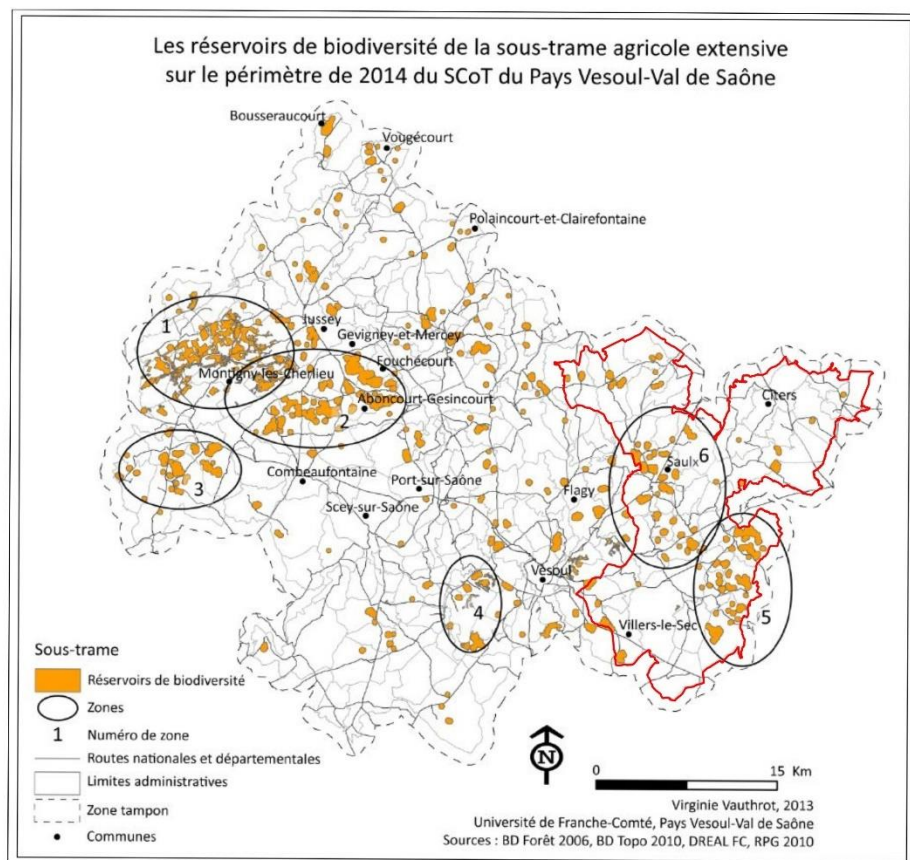 Les réservoirs de biodiversité de la sous-trame agricole extensive
sur le périmètre de 2014 du SCoT du Pays Vesoul-Val de Saône
Bousseraucourt
Vougécourt
Polaincourt-et-Clairefontaine
1
Jussey
Gevigney-et-Mercey
Fouchécourt
Montigny-les-Cherlieu
Aboncourt-Gesincourt
2
Citers
3
Combeaufontaine
Port-sur-Saône
Scey-sur-Saône
Flagy
Saulx
6
Vesoul
4
Villers-le-Sec
5
Sous-trame
Réservoirs de biodiversité
Zones
1 Numéro de zone
Routes nationales et départementales
Limites administratives
Zone tampon
Communes
N
0 15 Km
Virginie Vauthrot, 2013
Université de Franche-Comté, Pays Vesoul-Val de Saône
Sources : BD Forêt 2006, BD Topo 2010, DREAL FC, RPG 2010